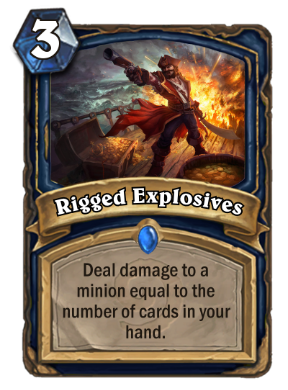 3
Rigged Explosives
Deal damage to a
minion equal to the
number of cards in your
hand.